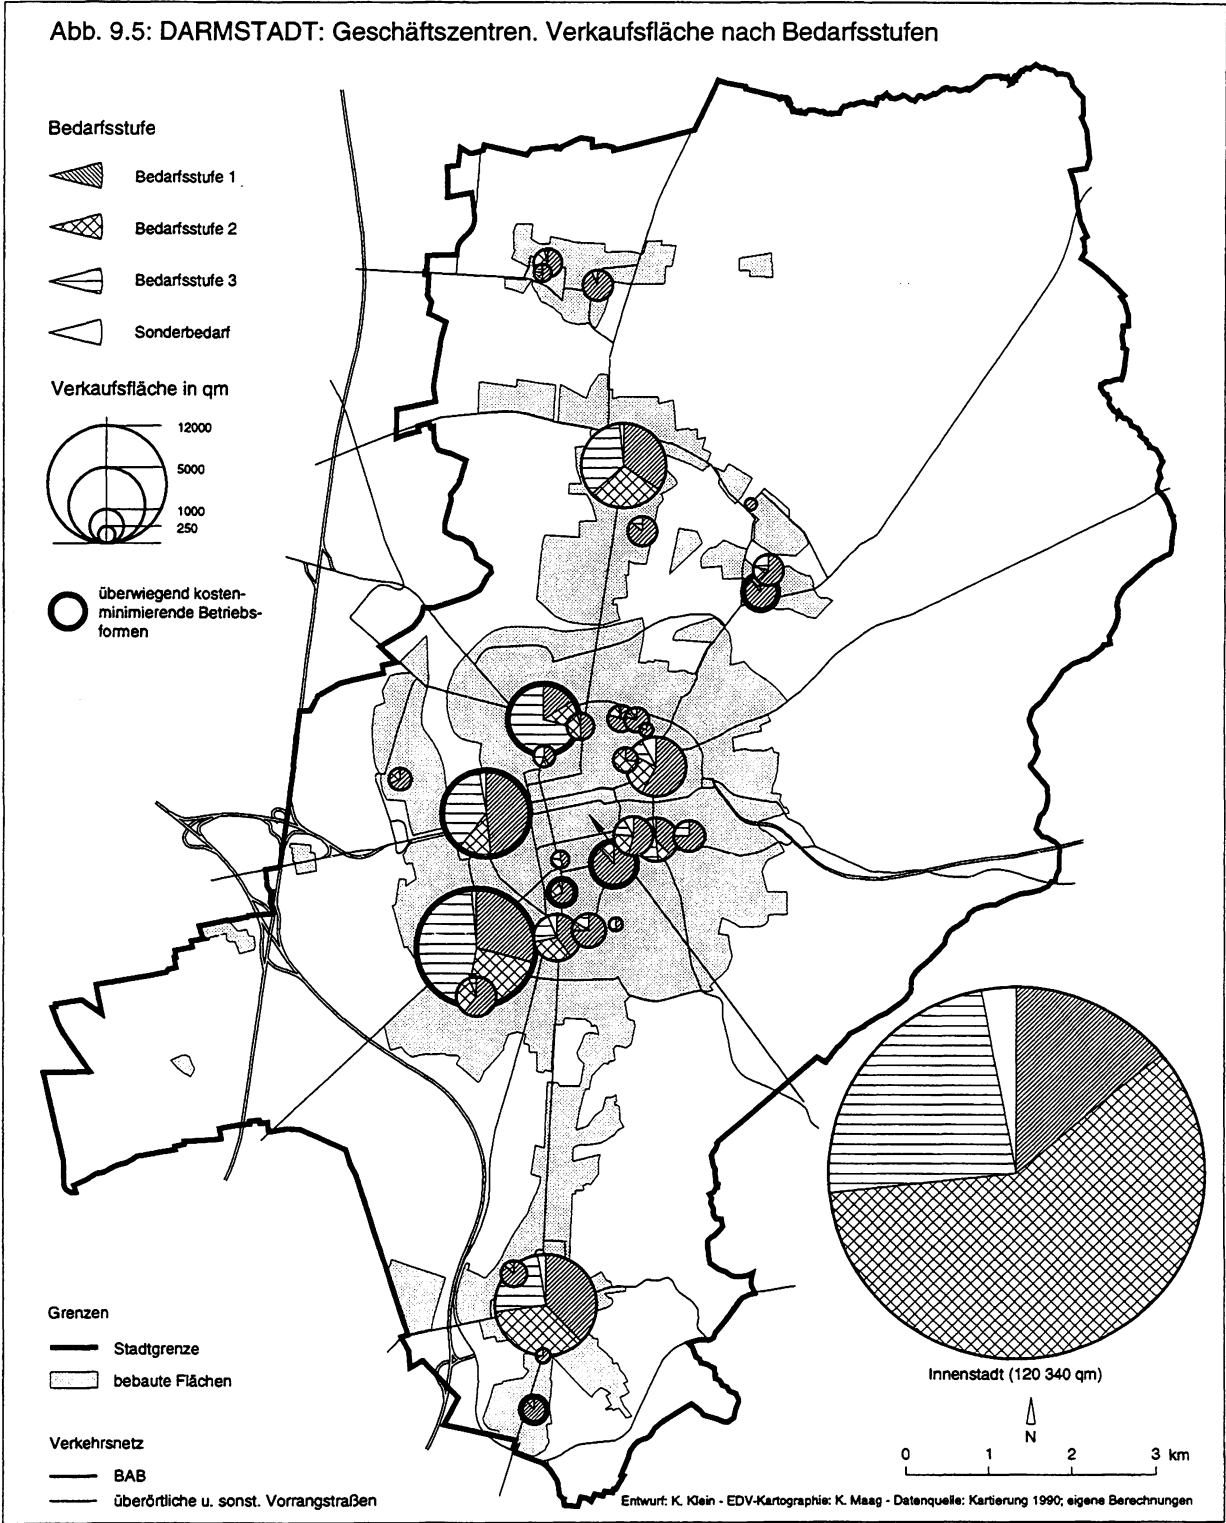 Abb. 9.5: DARMSTADT: Geschäftszentren. Verkaufsfläche nach Bedarfsstufen
Bedarfsstufe
Bedarfsstufe 1
Bedarfsstufe 2
Bedarfsstufe 3
Sonderbedarf
Verkaufsfläche in qm
12000
5000
1000
250
überwiegend kosten-
minimierende Betriebs-
formen
Grenzen
Stadtgrenze
bebaute Flächen
Verkehrsnetz
BAB
überörtliche u. sonst. Vorrangstraßen
Innenstadt (120 340 qm)
N
0 1 2 3 km
Entwurf: K. Klein - EDV-Kartographie: K. Maag - Datenquelle: Kartierung 1990; eigene Berechnungen